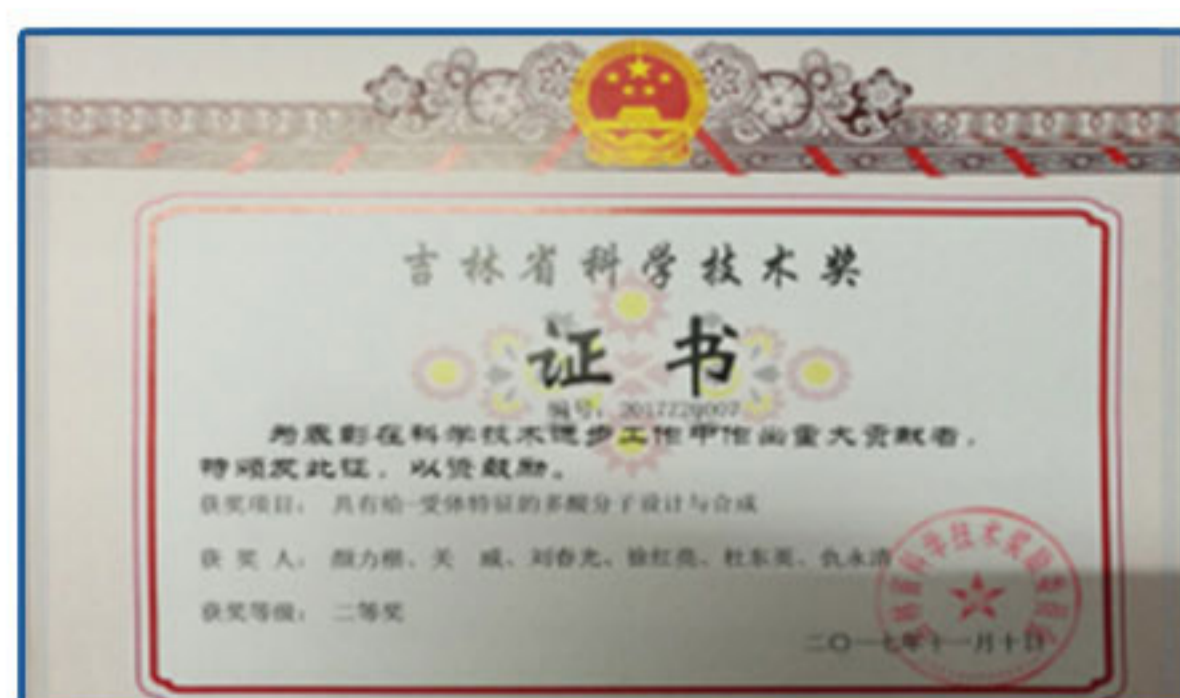 吉林省科学技术奖
证书
编号：2017220007
为表彰在科学技术进步工作中作出重大贡献者，
特颁发此证，以资鼓励。
获奖项目： 具有给-受体特征的多酸分子设计与合成
获 奖 人： 颜力楷、关 威、刘春光、徐红亮、杜东英、仇永清
获奖等级： 二等奖
二〇一七年十一月十日